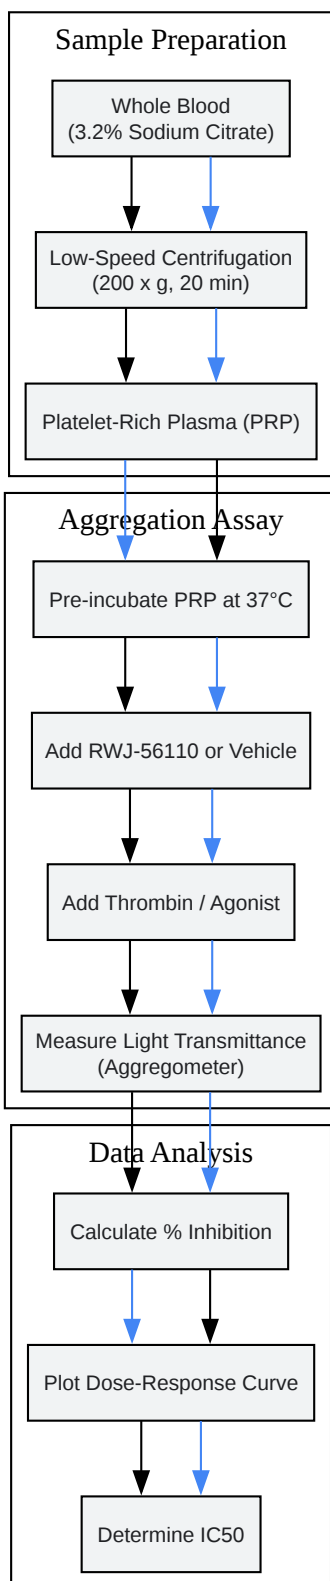 Sample Preparation
Whole Blood
(3.2% Sodium Citrate)
Low-Speed Centrifugation
(200 x g, 20 min)
Platelet-Rich Plasma (PRP)
Aggregation Assay
Pre-incubate PRP at 37°C
Add RWJ-56110 or Vehicle
Add Thrombin / Agonist
Measure Light Transmittance
(Aggregometer)
Data Analysis
Calculate % Inhibition
Plot Dose-Response Curve
Determine IC50